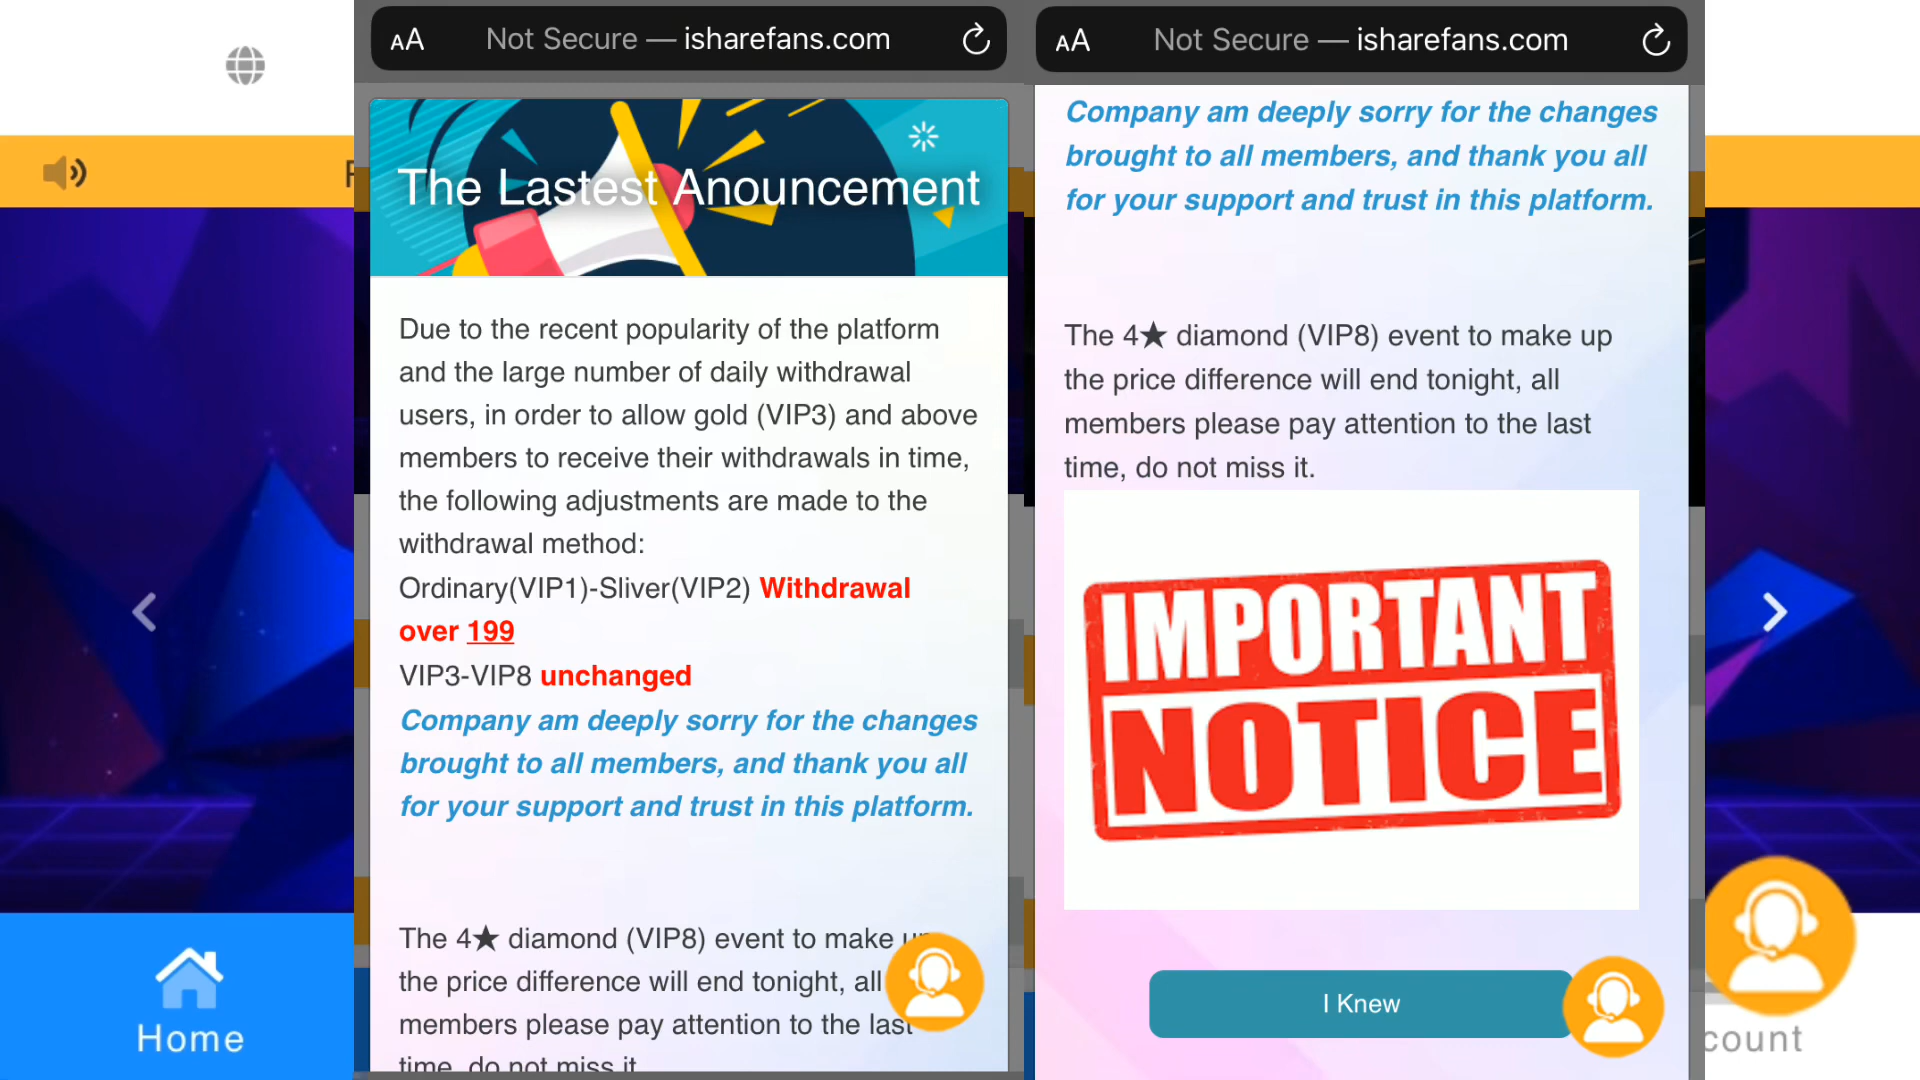 AA Not Secure — isharefans.com
The Lastest Anouncement
Due to the recent popularity of the platform
and the large number of daily withdrawal
users, in order to allow gold (VIP3) and above
members to receive their withdrawals in time,
the following adjustments are made to the
withdrawal method:
Ordinary(VIP1)-Sliver(VIP2) Withdrawal
over 199
VIP3-VIP8 unchanged
Company am deeply sorry for the changes
brought to all members, and thank you all
for your support and trust in this platform.
The 4★ diamond (VIP8) event to make up
the price difference will end tonight, all
members please pay attention to the last
time, do not miss it.
AA Not Secure — isharefans.com
Company am deeply sorry for the changes
brought to all members, and thank you all
for your support and trust in this platform.
The 4★ diamond (VIP8) event to make up
the price difference will end tonight, all
members please pay attention to the last
time, do not miss it.
IMPORTANT
NOTICE
I Knew
Home
count